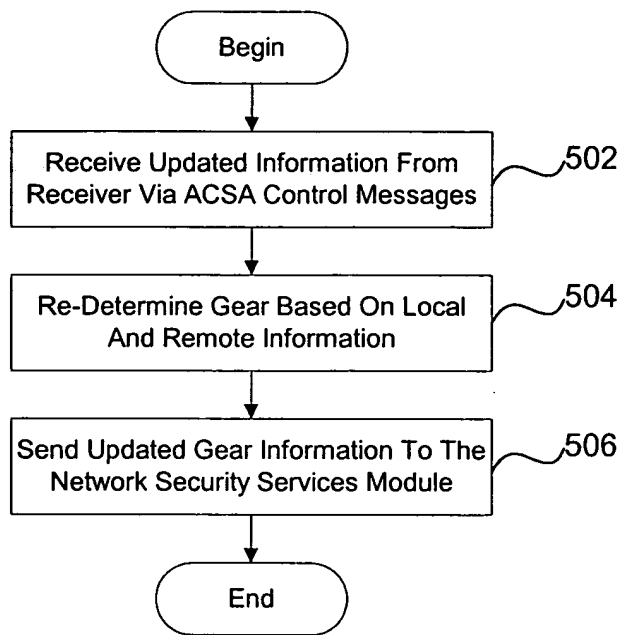 Begin
Receive Updated Information From
Receiver Via ACSA Control Messages
502
Re-Determine Gear Based On Local
And Remote Information
504
Send Updated Gear Information To The
Network Security Services Module
506
End